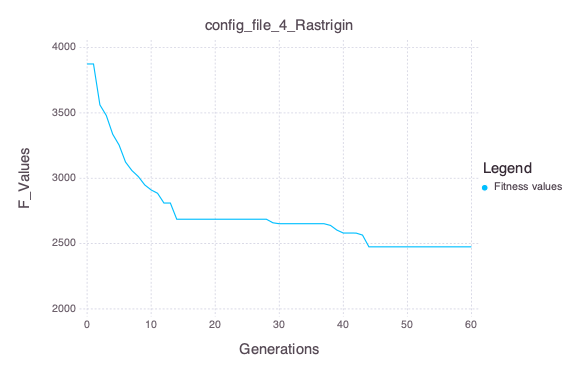 config_file_4_Rastrigin
4000
3500
3000
2500
2000
F_Values
0 10 20 30 40 50 60
Generations
Legend
Fitness values